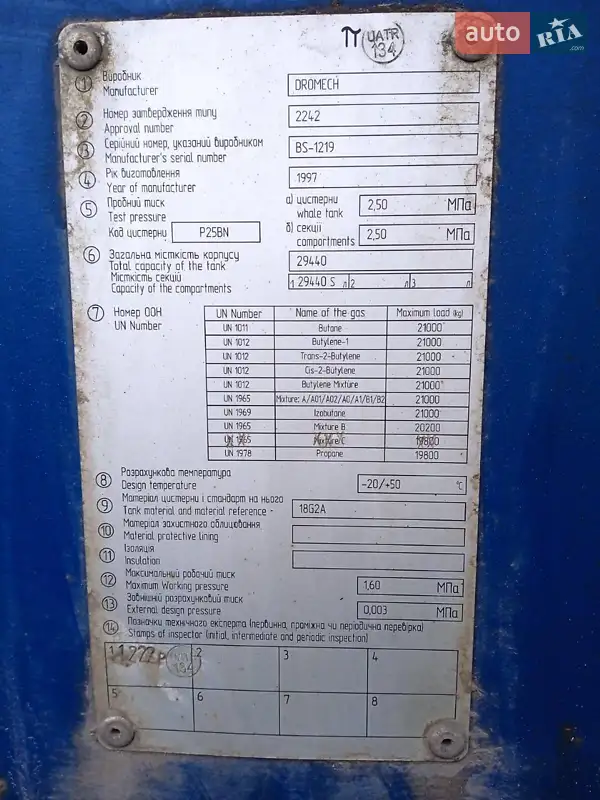 auto RIA .com
π UATR 134
1 Виробник
Manufacturer DROMECH
2 Номер затвердження типу
Approval number 2242
3 Серійний номер, указаний виробником
Manufacturer's serial number BS-1219
4 Рік виготовлення
Year of manufacturer 1997
5 Пробний тиск
Test pressure
а) цистерни
whole tank 2,50 МПа
Код цистерни P25BN
б) секції
compartments 2,50 МПа
6 Загальна місткість корпусу
Total capacity of the tank 29440
Місткість секцій
Capacity of the compartments 1 29440 S л 2 л 3 л
7 Номер ООН
UN Number
UN Number Name of the gas Maximum load (kg)
UN 1011 Butane 21000
UN 1012 Butylene-1 21000
UN 1012 Trans-2-Butylene 21000
UN 1012 Cis-2-Butylene 21000
UN 1012 Butylene Mixture 21000
UN 1965 Mixture: A/A01/A02/A0/A1/B1/B2 21000
UN 1969 Izobutane 21000
UN 1965 Mixture B 20200
UN 1965 Mixture C
UN 1978 Propane 19800
8 Розрахункова температура
Design temperature -20/+50 °C
9 Матеріал цистерни і стандарт на нього
Tank material and material reference - 18G2A
10 Матеріал захистного облицювання
Material protective lining
11 Ізоляція
Insulation
12 Максимальний робочий тиск
Maximum Working pressure 1,60 МПа
13 Зовнішній розрахунковий тиск
External design pressure 0,003 МПа
14 Позначки технічного експерта (первинна, проміжна чи періодична перевірка)
Stamps of inspector (initial, intermediate and periodic inspection)
1 2 3 4
134
5 6 7 8